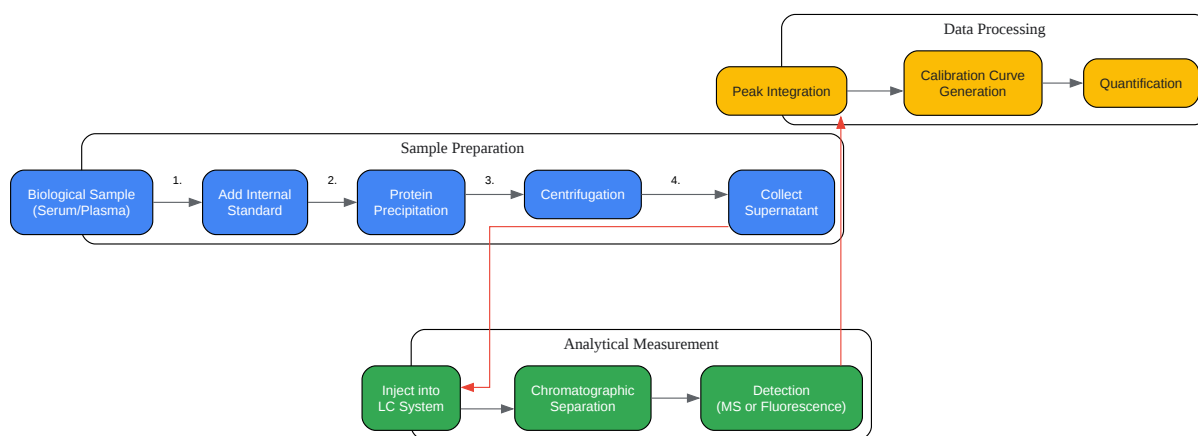 Data Processing
Peak Integration
Calibration Curve
Generation
Quantification
Sample Preparation
Biological Sample
(Serum/Plasma)
1.
Add Internal
Standard
2.
Protein
Precipitation
3.
Centrifugation
4.
Collect
Supernatant
Analytical Measurement
Inject into
LC System
Chromatographic
Separation
Detection
(MS or Fluorescence)